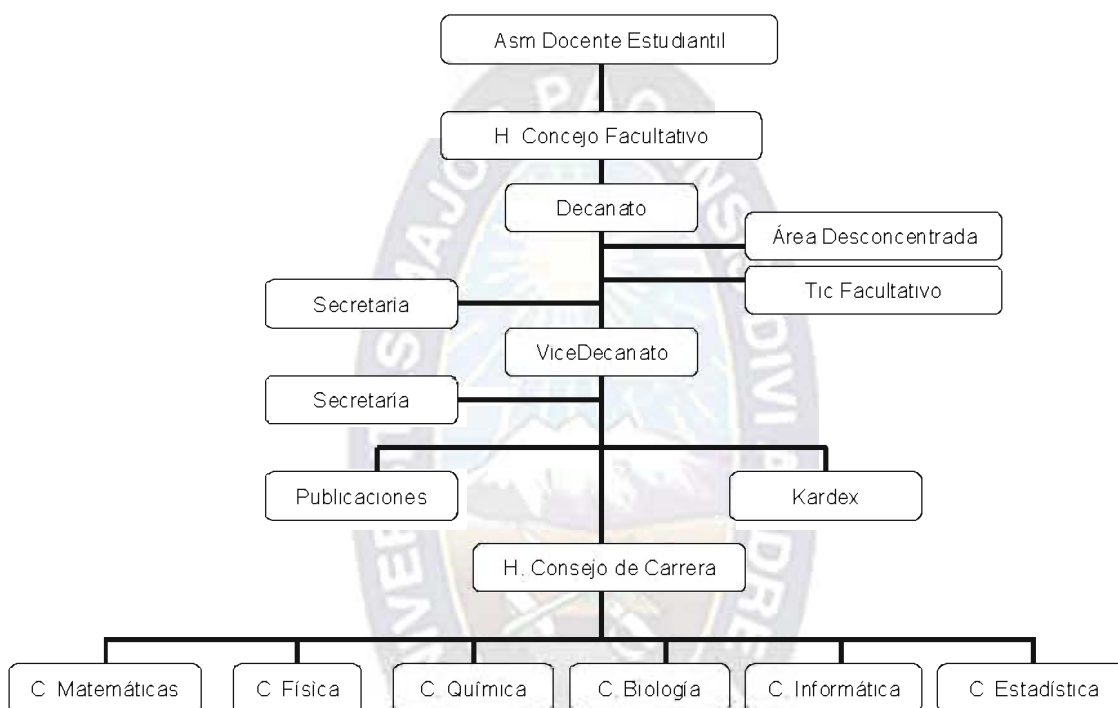 Asm Docente Estudiantil
H Concejo Facultativo
Decanato
Área Desconcentrada
Tic Facultativo
Secretaria
ViceDecanato
Secretaría
Publicaciones
Kardex
H. Consejo de Carrera
C Matemáticas
C Física
C Química
C Biología
C Informática
C Estadística